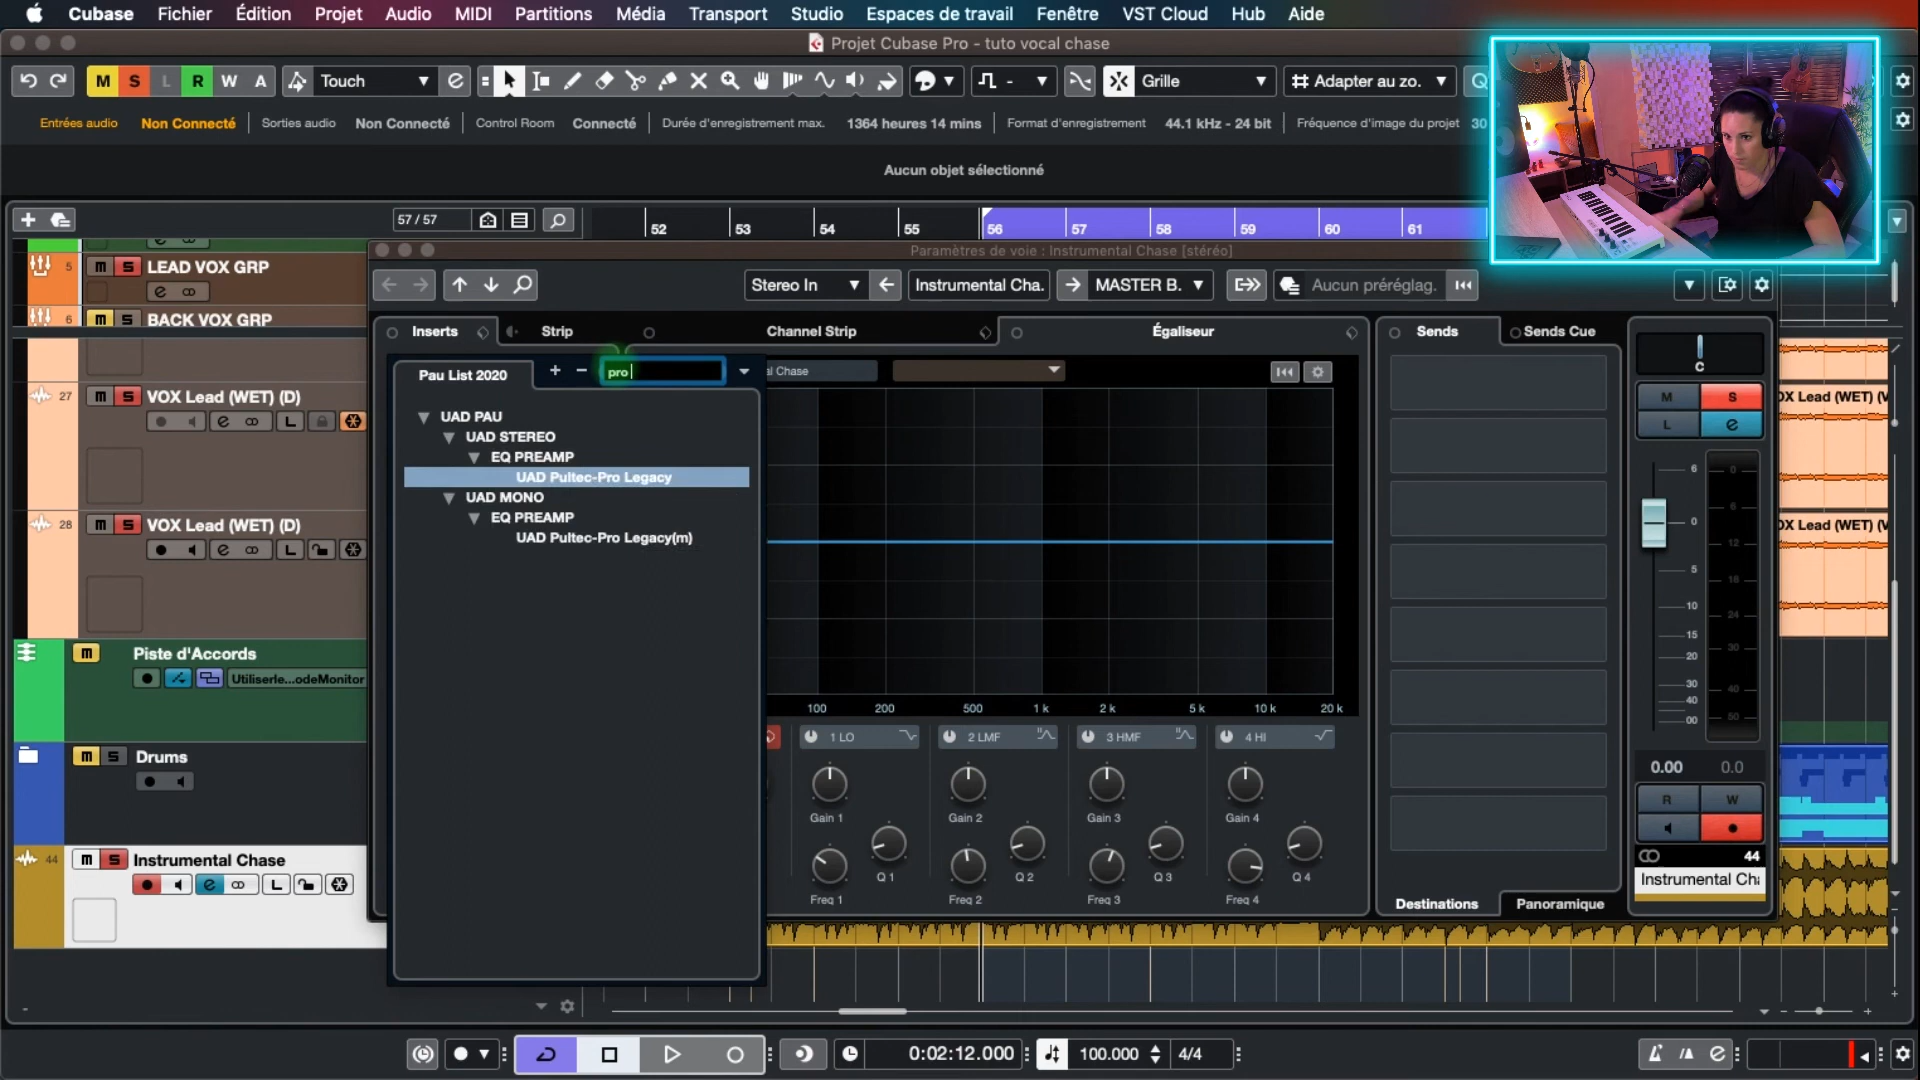 Cubase Fichier Édition Projet Audio MIDI Partitions Média Transport Studio Espaces de travail Fenêtre VST Cloud Hub Aide
Projet Cubase Pro - tuto vocal chase
M S L R W A Touch Grille Adapter au zo.
Entrées audio Non Connecté Sorties audio Non Connecté Control Room Connecté Durée d'enregistrement max. 1364 heures 14 mins Format d'enregistrement 44.1 kHz - 24 bit Fréquence d'image du projet 30
Aucun objet sélectionné
57 / 57 52 53 54 55 56 57 58 59 60 61
Paramètres de voie : Instrumental Chase [stéréo]
5 m S LEAD VOX GRP
6 m S BACK VOX GRP
Stereo In Instrumental Cha. MASTER B. Aucun préréglag.
Inserts Strip Channel Strip Égaliseur Sends Sends Cue
Pau List 2020 pro al Chase
UAD PAU
UAD STEREO
EQ PREAMP
UAD Pultec-Pro Legacy
UAD MONO
EQ PREAMP
UAD Pultec-Pro Legacy(m)
100 200 500 1 k 2 k 5 k 10 k 20 k
1 LO 2 LMF 3 HMF 4 HI
Gain 1 Gain 2 Gain 3 Gain 4
Q 1 Q 2 Q 3 Q 4
Freq 1 Freq 2 Freq 3 Freq 4
Destinations Panoramique
C
M S
L e
6 0 5 10 15 20 30 40 00
0 6 12 18 24 30 40 50
0.00 0.0
R W
44
Instrumental Cha
27 m S VOX Lead (WET) (D)
L
28 m S VOX Lead (WET) (D)
L
OX Lead (WET) (V
OX Lead (WET) (V
m Piste d'Accords
Utiliserle...odeMonitor
m S Drums
44 m S Instrumental Chase
L
0:02:12.000 100.000 4/4